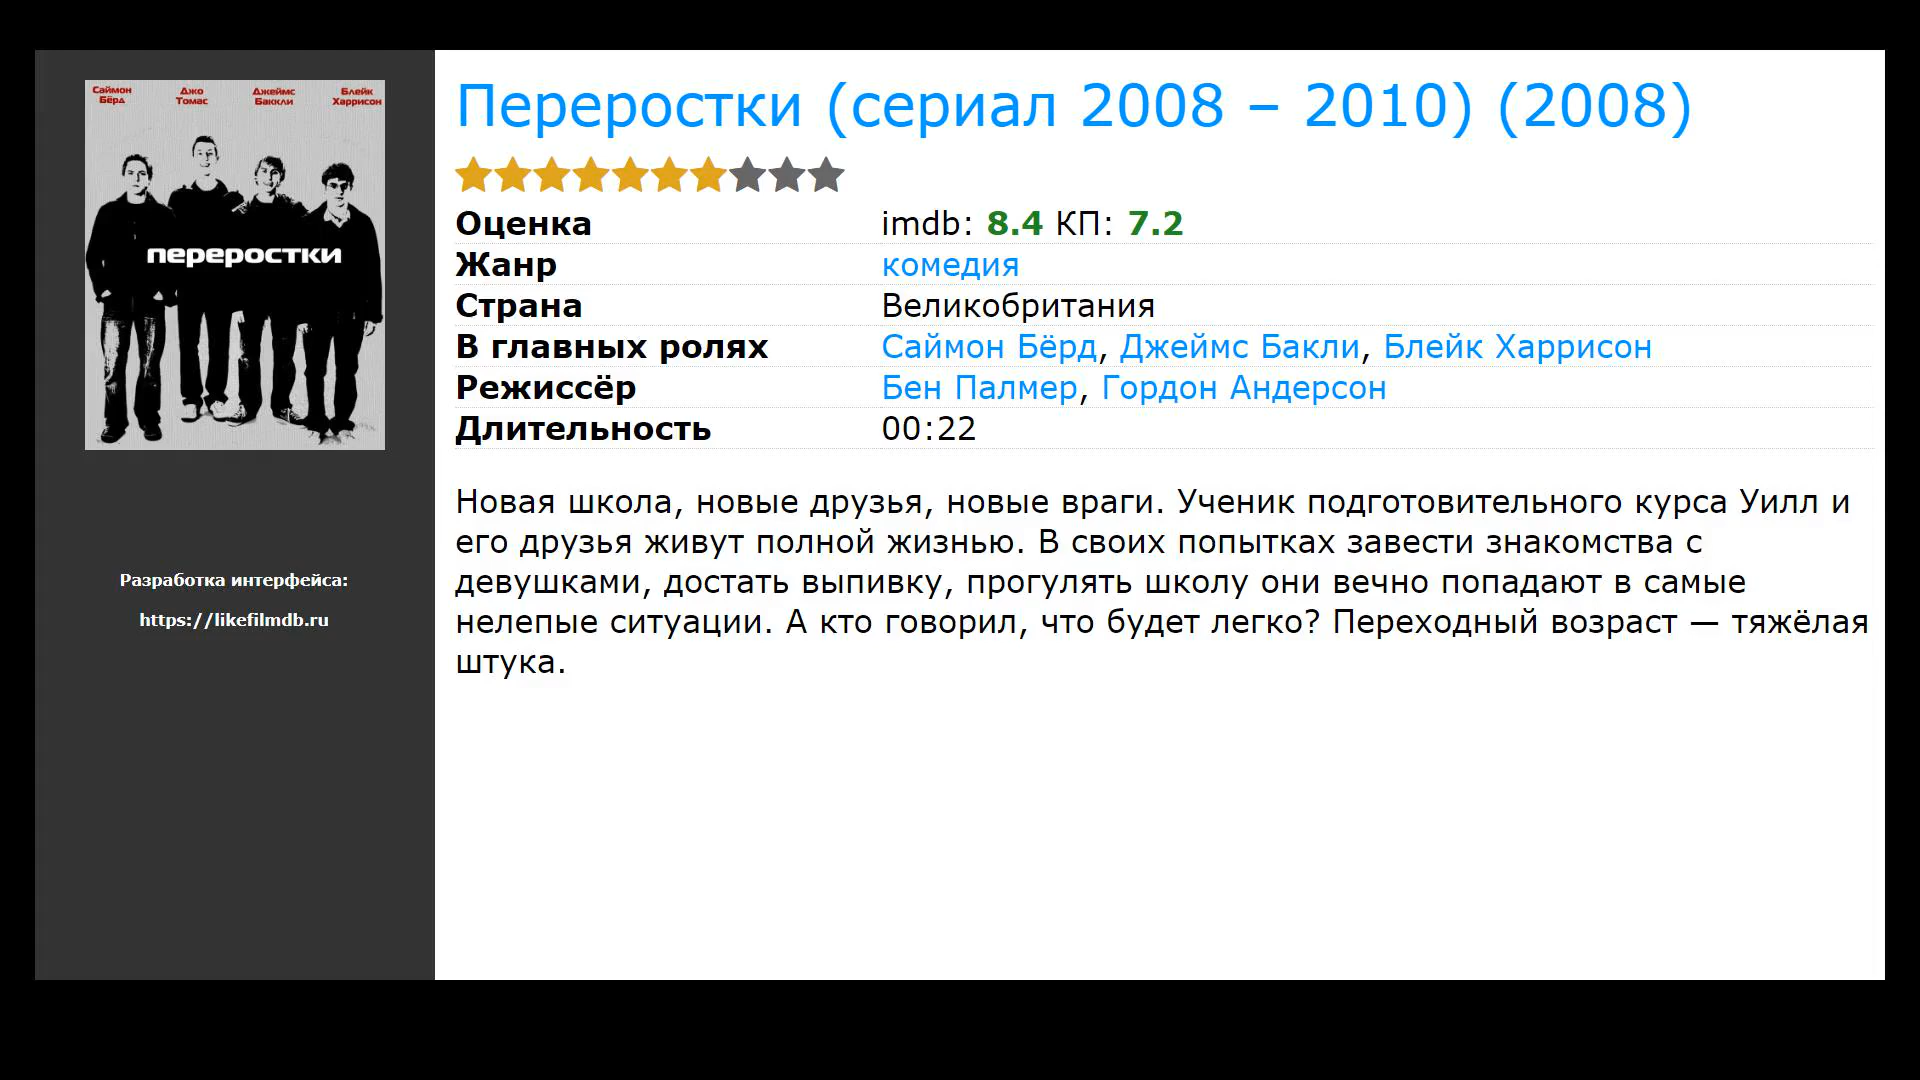 Саймон Бёрд
Джо Томас
Джеймс Баккли
Блейк Харрисон
переростки
Разработка интерфейса:
https://likefilmdb.ru
Переростки (сериал 2008 – 2010) (2008)
Оценка imdb: 8.4 КП: 7.2
Жанр комедия
Страна Великобритания
В главных ролях Саймон Бёрд, Джеймс Бакли, Блейк Харрисон
Режиссёр Бен Палмер, Гордон Андерсон
Длительность 00:22
Новая школа, новые друзья, новые враги. Ученик подготовительного курса Уилл и
его друзья живут полной жизнью. В своих попытках завести знакомства с
девушками, достать выпивку, прогулять школу они вечно попадают в самые
нелепые ситуации. А кто говорил, что будет легко? Переходный возраст — тяжёлая
штука.